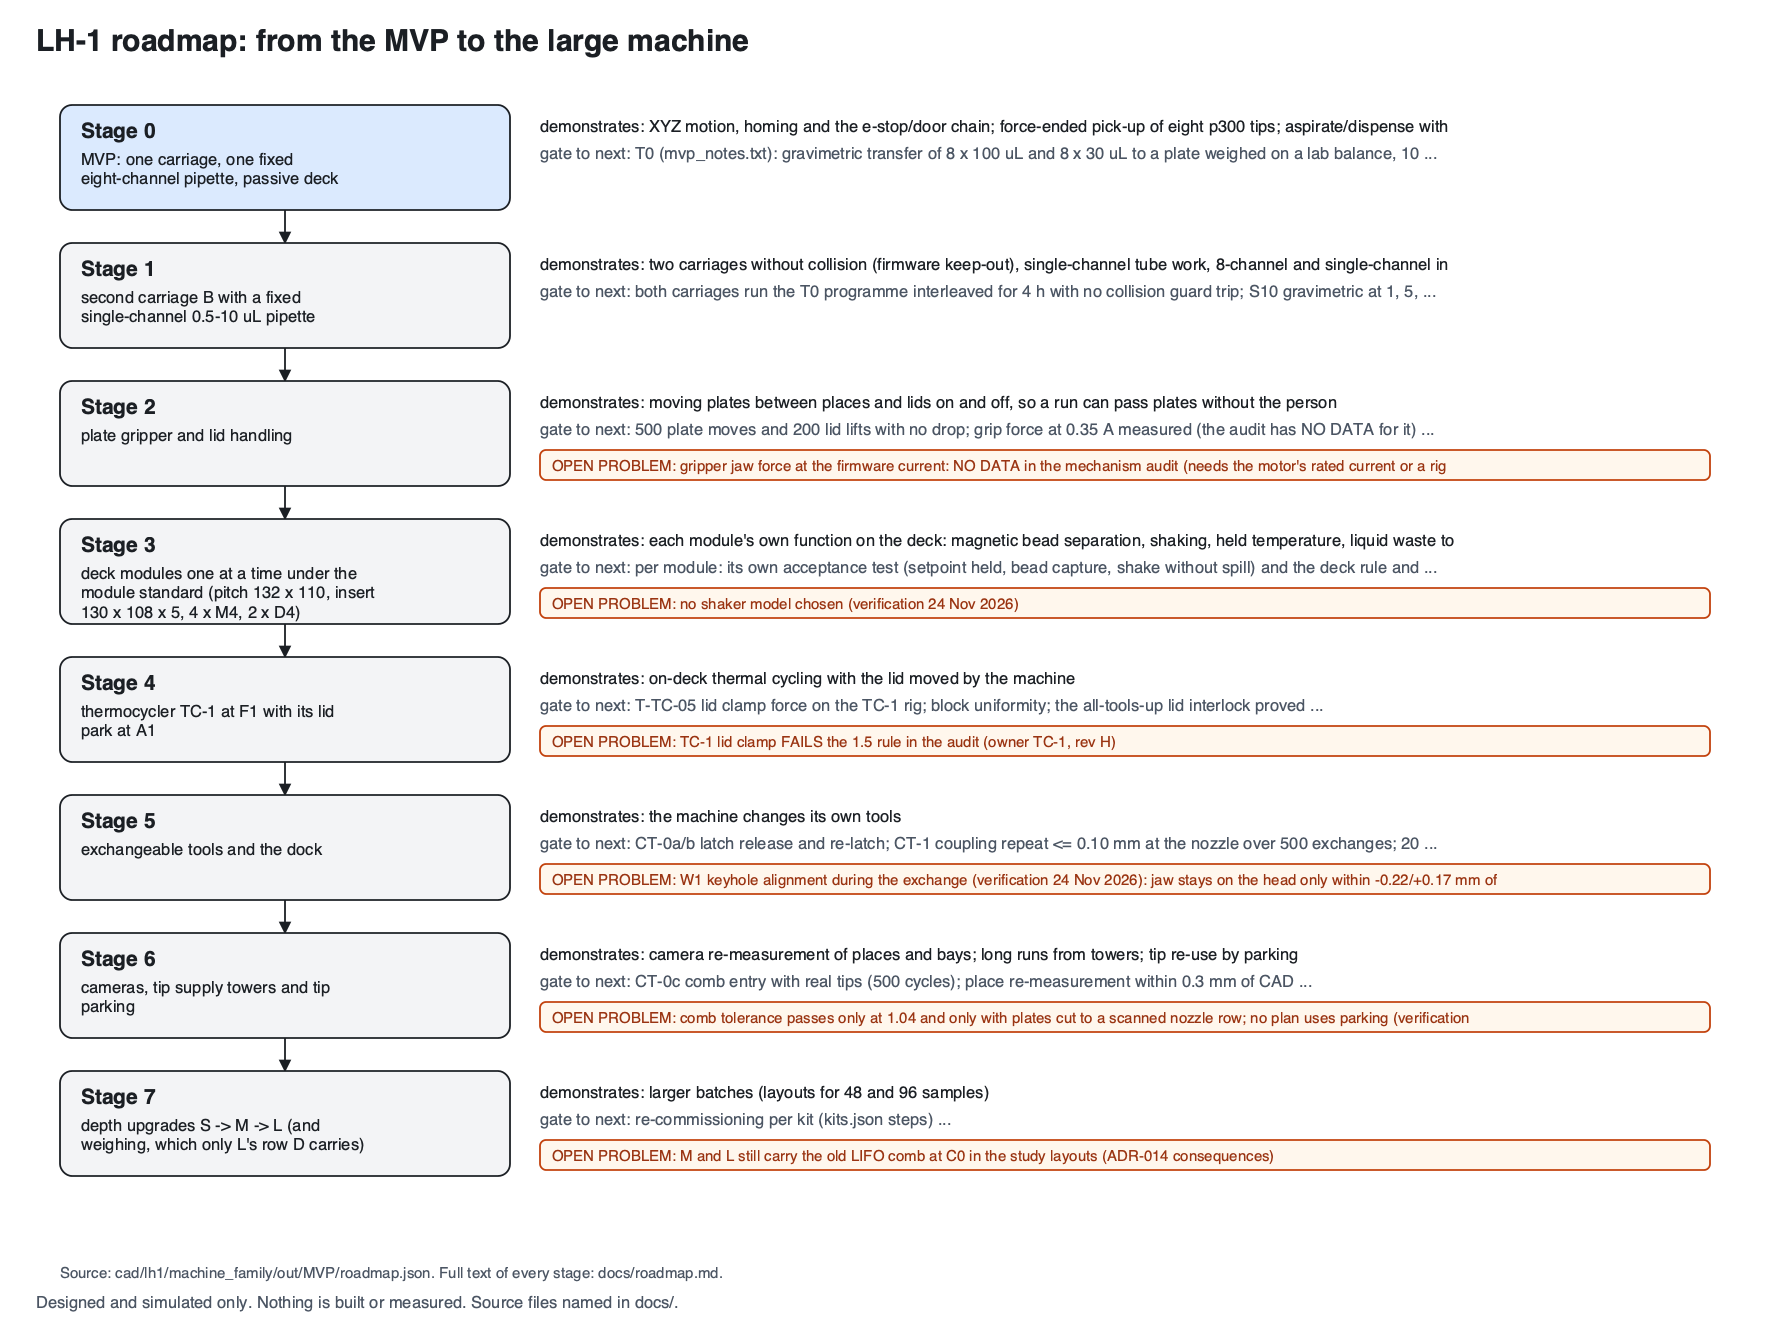 LH-1 roadmap: from the MVP to the large machine
Stage 0
MVP: one carriage, one fixed
eight-channel pipette, passive deck
demonstrates: XYZ motion, homing and the e-stop/door chain; force-ended pick-up of eight p300 tips; aspirate/dispense with
gate to next: T0 (mvp_notes.txt): gravimetric transfer of 8 x 100 uL and 8 x 30 uL to a plate weighed on a lab balance, 10 ...
Stage 1
second carriage B with a fixed
single-channel 0.5-10 uL pipette
demonstrates: two carriages without collision (firmware keep-out), single-channel tube work, 8-channel and single-channel in
gate to next: both carriages run the T0 programme interleaved for 4 h with no collision guard trip; S10 gravimetric at 1, 5, ...
Stage 2
plate gripper and lid handling
demonstrates: moving plates between places and lids on and off, so a run can pass plates without the person
gate to next: 500 plate moves and 200 lid lifts with no drop; grip force at 0.35 A measured (the audit has NO DATA for it) ...
OPEN PROBLEM: gripper jaw force at the firmware current: NO DATA in the mechanism audit (needs the motor's rated current or a rig
Stage 3
deck modules one at a time under the
module standard (pitch 132 x 110, insert
130 x 108 x 5, 4 x M4, 2 x D4)
demonstrates: each module's own function on the deck: magnetic bead separation, shaking, held temperature, liquid waste to
gate to next: per module: its own acceptance test (setpoint held, bead capture, shake without spill) and the deck rule and ...
OPEN PROBLEM: no shaker model chosen (verification 24 Nov 2026)
Stage 4
thermocycler TC-1 at F1 with its lid
park at A1
demonstrates: on-deck thermal cycling with the lid moved by the machine
gate to next: T-TC-05 lid clamp force on the TC-1 rig; block uniformity; the all-tools-up lid interlock proved ...
OPEN PROBLEM: TC-1 lid clamp FAILS the 1.5 rule in the audit (owner TC-1, rev H)
Stage 5
exchangeable tools and the dock
demonstrates: the machine changes its own tools
gate to next: CT-0a/b latch release and re-latch; CT-1 coupling repeat <= 0.10 mm at the nozzle over 500 exchanges; 20 ...
OPEN PROBLEM: W1 keyhole alignment during the exchange (verification 24 Nov 2026): jaw stays on the head only within -0.22/+0.17 mm of
Stage 6
cameras, tip supply towers and tip
parking
demonstrates: camera re-measurement of places and bays; long runs from towers; tip re-use by parking
gate to next: CT-0c comb entry with real tips (500 cycles); place re-measurement within 0.3 mm of CAD ...
OPEN PROBLEM: comb tolerance passes only at 1.04 and only with plates cut to a scanned nozzle row; no plan uses parking (verification
Stage 7
depth upgrades S -> M -> L (and
weighing, which only L's row D carries)
demonstrates: larger batches (layouts for 48 and 96 samples)
gate to next: re-commissioning per kit (kits.json steps) ...
OPEN PROBLEM: M and L still carry the old LIFO comb at C0 in the study layouts (ADR-014 consequences)
Source: cad/lh1/machine_family/out/MVP/roadmap.json. Full text of every stage: docs/roadmap.md.
Designed and simulated only. Nothing is built or measured. Source files named in docs/.